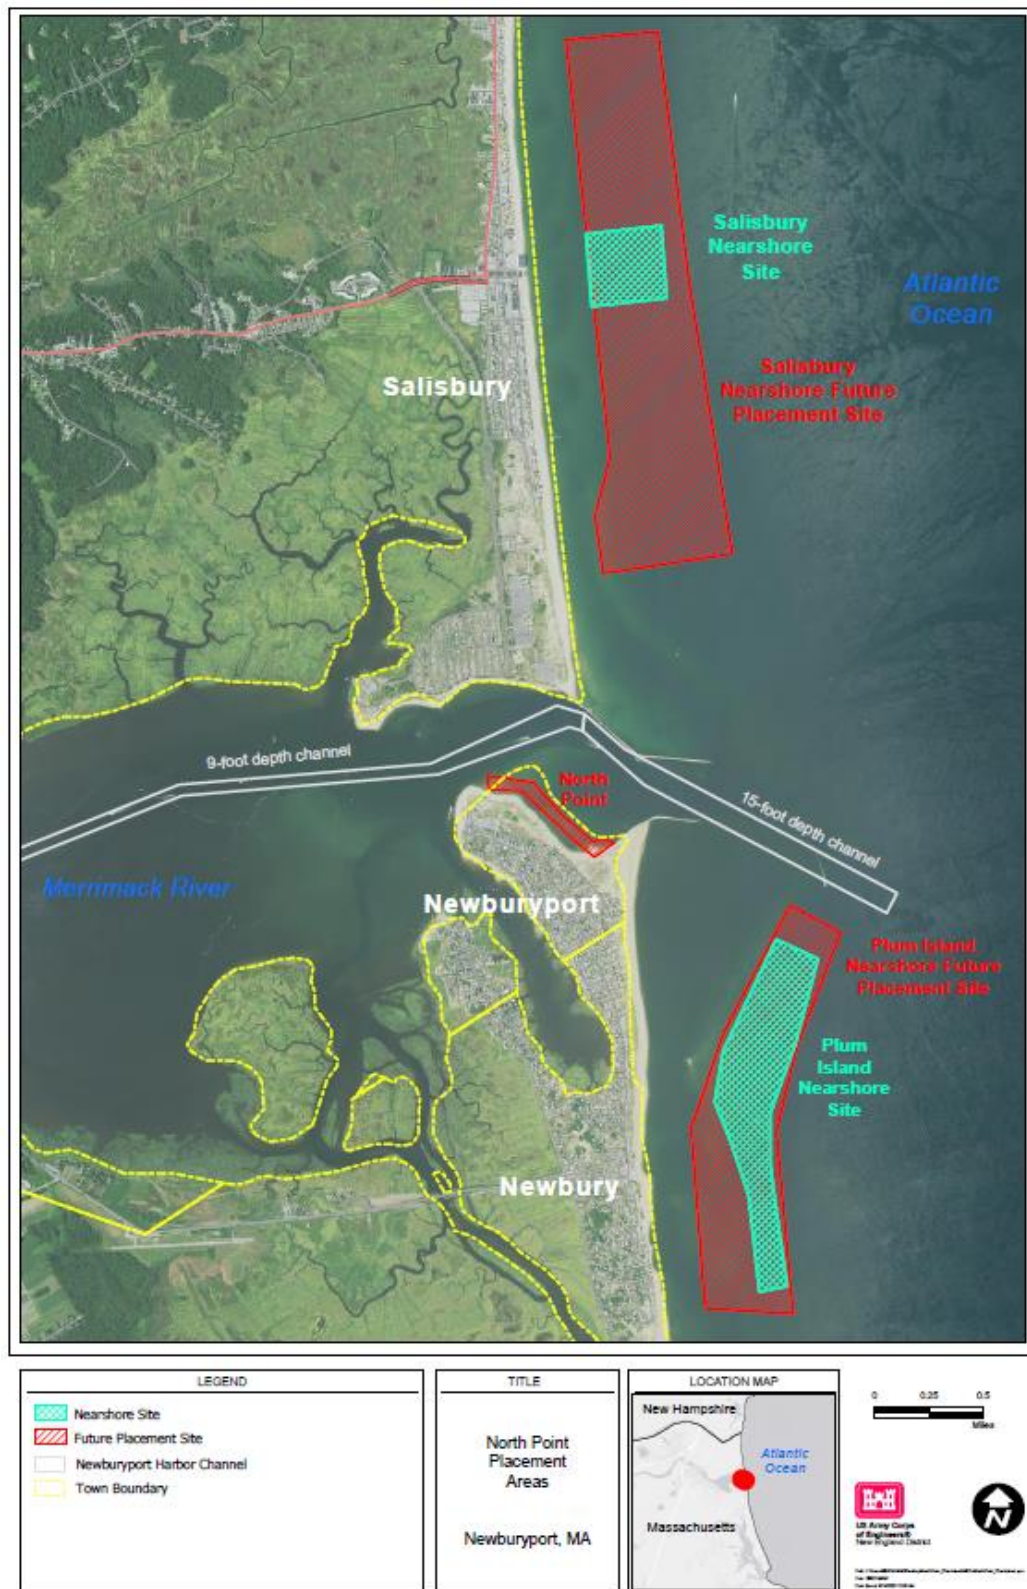 Salisbury
Nearshore
Site
Atlantic
Ocean
Salisbury
Nearshore Future
Placement Site
Salisbury
9-foot depth channel
North
Point
15-foot depth channel
Merrimack River
Newburyport
Plum Island
Nearshore Future
Placement Site
Plum
Island
Nearshore
Site
Newbury
LEGEND
Nearshore Site
Future Placement Site
Newburyport Harbor Channel
Town Boundary
TITLE
North Point
Placement
Areas
Newburyport, MA
LOCATION MAP
New Hampshire
Atlantic
Ocean
Massachusetts
0 0.25 0.5
Miles
US Army Corps
of Engineers®
New England District
N